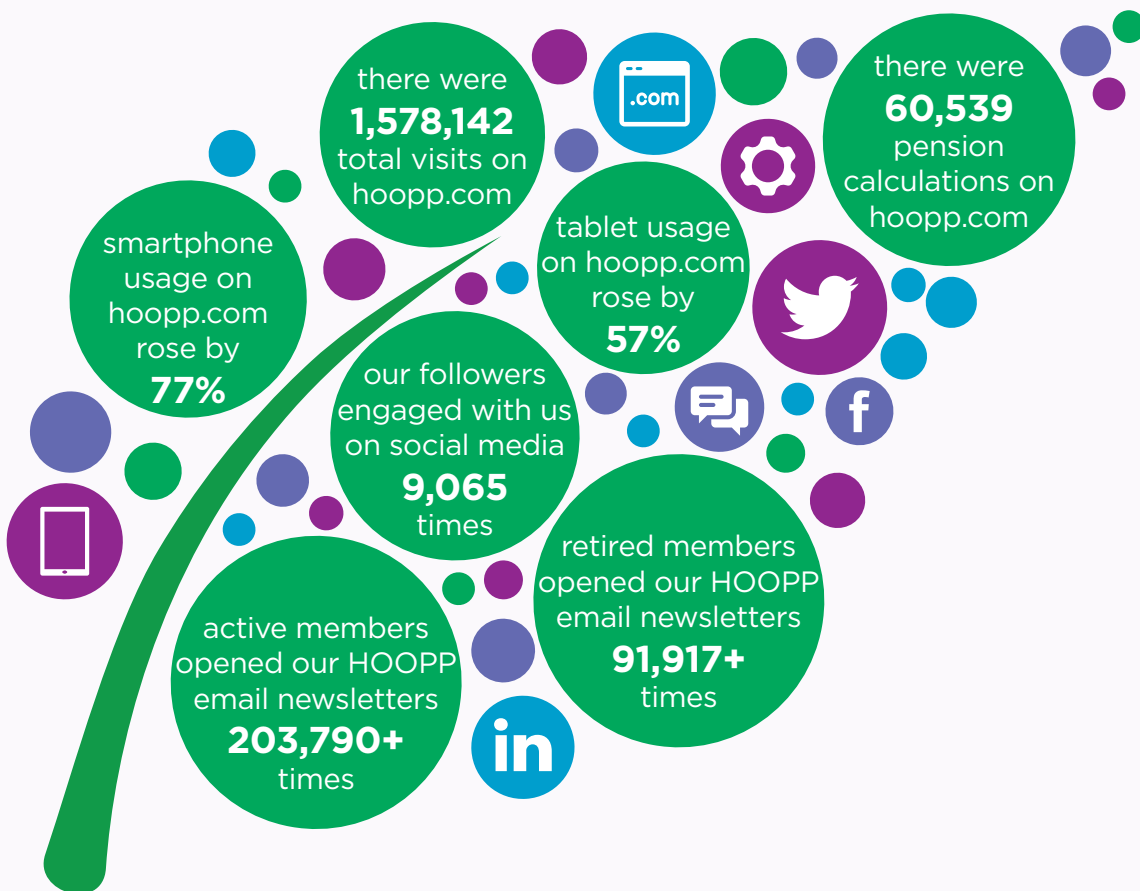 there were
1,578,142
total visits on
hoopp.com
.com
there were
60,539
pension
calculations on
hoopp.com
smartphone
usage on
hoopp.com
rose by
77%
tablet usage
on hoopp.com
rose by
57%
our followers
engaged with us
on social media
9,065
times
f
retired members
opened our HOOPP
email newsletters
91,917+
times
active members
opened our HOOPP
email newsletters
203,790+
times
in